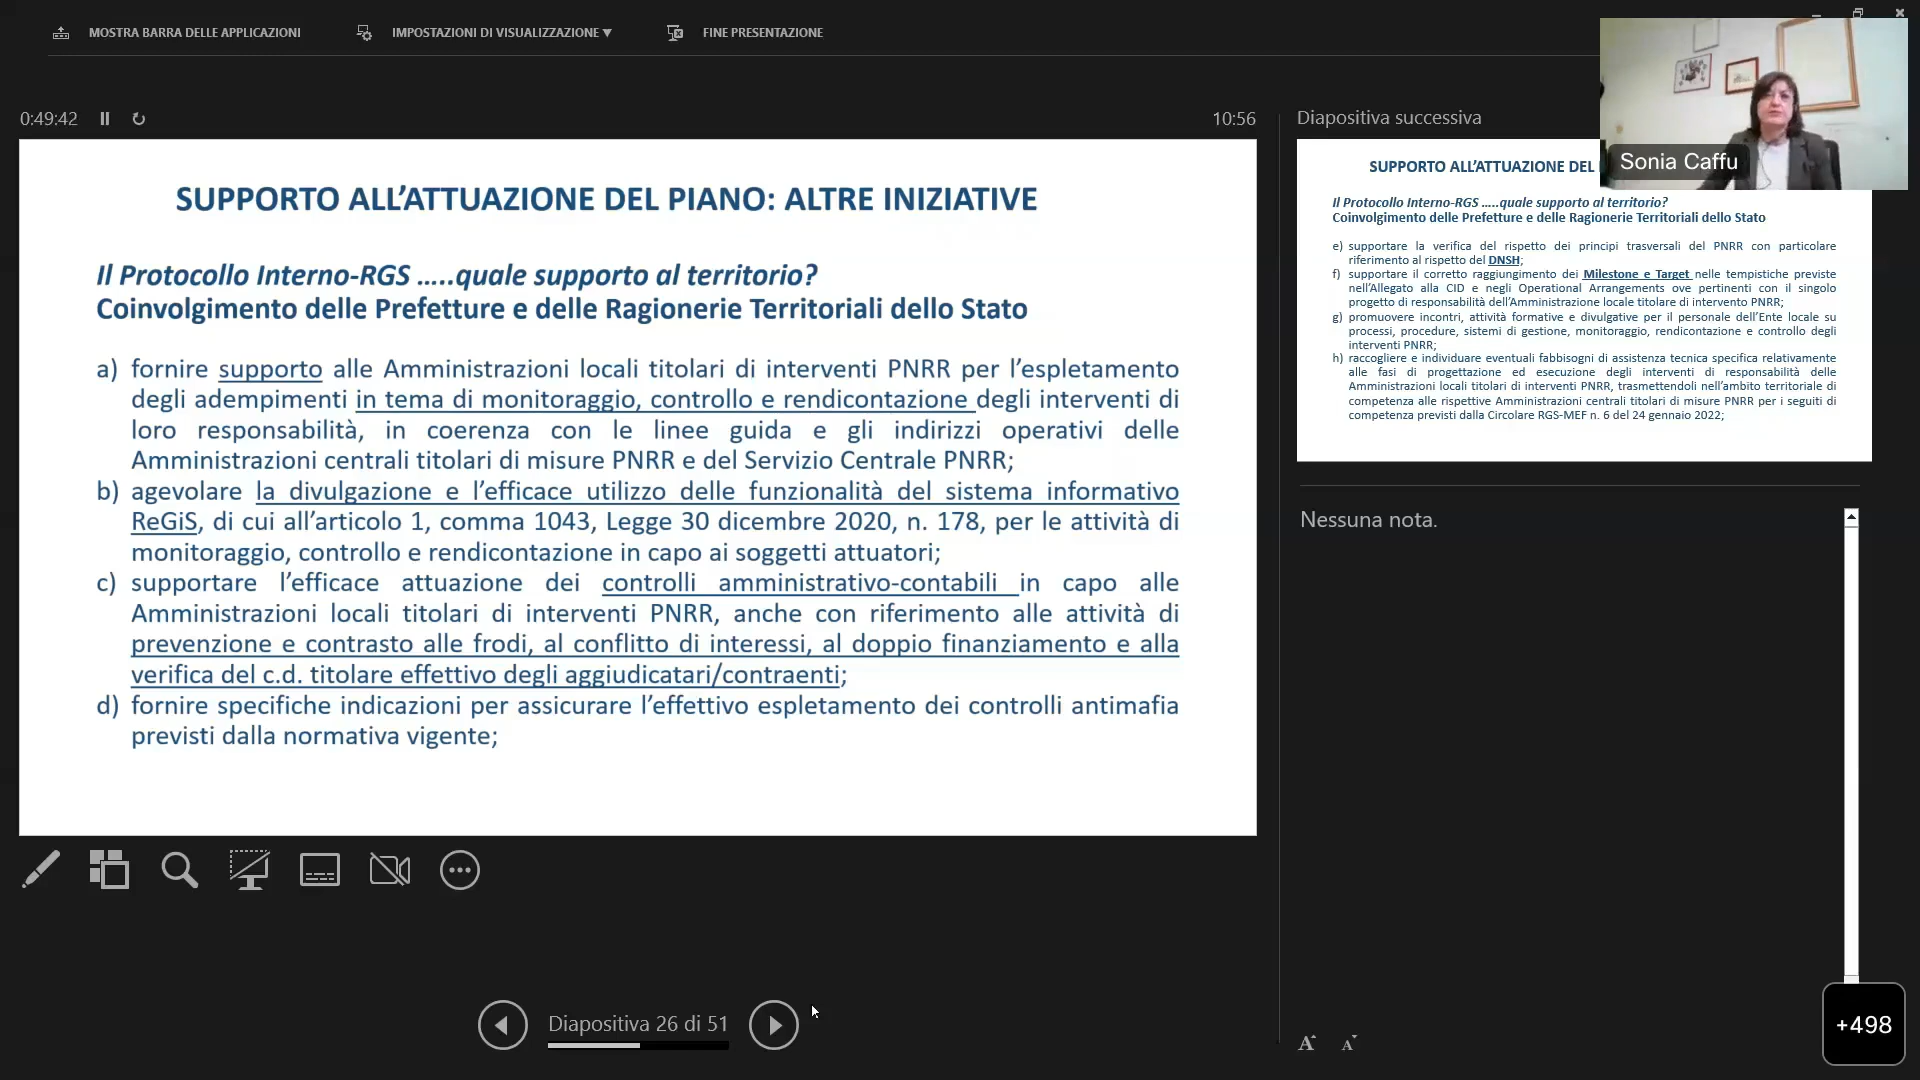 MOSTRA BARRA DELLE APPLICAZIONI
IMPOSTAZIONI DI VISUALIZZAZIONE ▼
FINE PRESENTAZIONE
0:49:42
10:56
SUPPORTO ALL’ATTUAZIONE DEL PIANO: ALTRE INIZIATIVE
Il Protocollo Interno-RGS …..quale supporto al territorio?
Coinvolgimento delle Prefetture e delle Ragionerie Territoriali dello Stato
a) fornire supporto alle Amministrazioni locali titolari di interventi PNRR per l’espletamento
degli adempimenti in tema di monitoraggio, controllo e rendicontazione degli interventi di
loro responsabilità, in coerenza con le linee guida e gli indirizzi operativi delle
Amministrazioni centrali titolari di misure PNRR e del Servizio Centrale PNRR;
b) agevolare la divulgazione e l’efficace utilizzo delle funzionalità del sistema informativo
ReGiS, di cui all’articolo 1, comma 1043, Legge 30 dicembre 2020, n. 178, per le attività di
monitoraggio, controllo e rendicontazione in capo ai soggetti attuatori;
c) supportare l’efficace attuazione dei controlli amministrativo-contabili in capo alle
Amministrazioni locali titolari di interventi PNRR, anche con riferimento alle attività di
prevenzione e contrasto alle frodi, al conflitto di interessi, al doppio finanziamento e alla
verifica del c.d. titolare effettivo degli aggiudicatari/contraenti;
d) fornire specifiche indicazioni per assicurare l’effettivo espletamento dei controlli antimafia
previsti dalla normativa vigente;
Diapositiva 26 di 51
Diapositiva successiva
Sonia Caffu
SUPPORTO ALL’ATTUAZIONE DEL
Il Protocollo Interno-RGS …..quale supporto al territorio?
Coinvolgimento delle Prefetture e delle Ragionerie Territoriali dello Stato
e) supportare la verifica del rispetto dei principi trasversali del PNRR con particolare
riferimento al rispetto del DNSH;
f) supportare il corretto raggiungimento dei Milestone e Target nelle tempistiche previste
nell’Allegato alla CID e negli Operational Arrangements ove pertinenti con il singolo
progetto di responsabilità dell’Amministrazione locale titolare di intervento PNRR;
g) promuovere incontri, attività formative e divulgative per il personale dell’Ente locale su
processi, procedure, sistemi di gestione, monitoraggio, rendicontazione e controllo degli
interventi PNRR;
h) raccogliere e individuare eventuali fabbisogni di assistenza tecnica specifica relativamente
alle fasi di progettazione ed esecuzione degli interventi di responsabilità delle
Amministrazioni locali titolari di interventi PNRR, trasmettendoli nell’ambito territoriale di
competenza alle rispettive Amministrazioni centrali titolari di misure PNRR per i seguiti di
competenza previsti dalla Circolare RGS-MEF n. 6 del 24 gennaio 2022;
Nessuna nota.
A A
+498